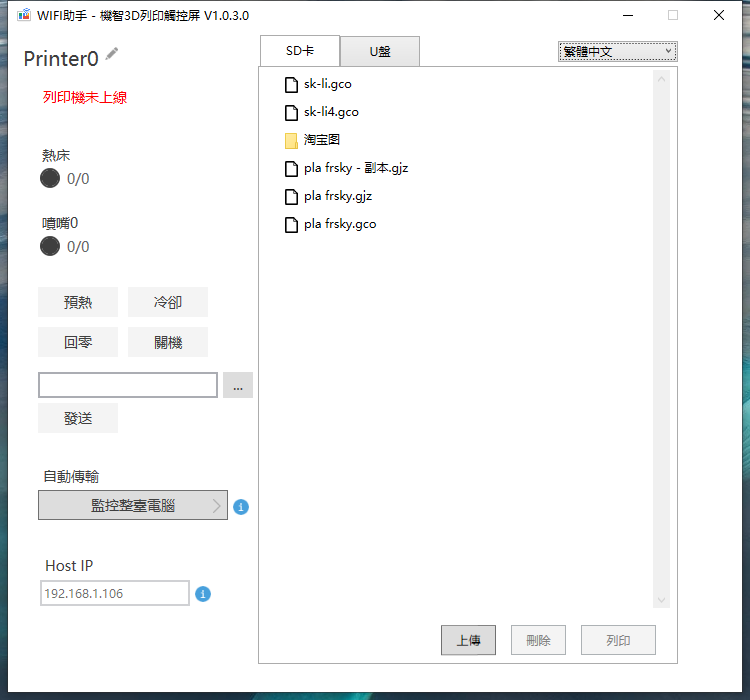 WIFI助手 - 機智3D列印觸控屏 V1.0.3.0
Printer0
列印機未上線
熱床
0/0
噴嘴0
0/0
預熱
冷卻
回零
關機
...
發送
自動傳輸
監控整臺電腦
Host IP
192.168.1.106
SD卡
U盤
繁體中文
sk-li.gco
sk-li4.gco
淘宝图
pla frsky - 副本.gjz
pla frsky.gjz
pla frsky.gco
上傳
刪除
列印